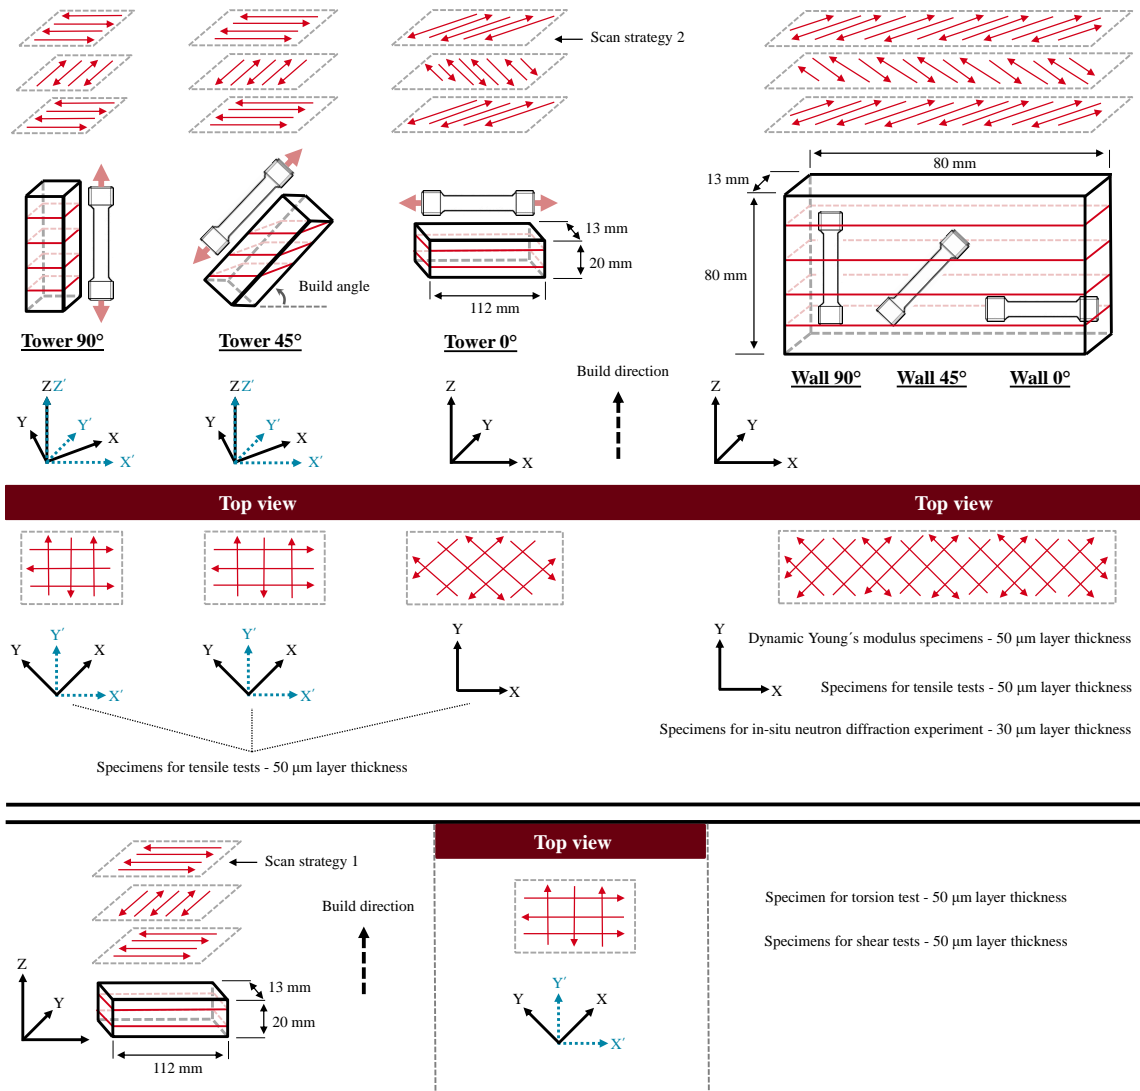 Scan strategy 2
80 mm
13 mm
80 mm
13 mm
20 mm
112 mm
Build angle
Tower 90°
Tower 45°
Tower 0°
Wall 90°
Wall 45°
Wall 0°
Build direction
Z Z′
Y
Y′
X
X′
Z Z′
Y
Y′
X
X′
Z
Y
X
Z
Y
X
Top view
Top view
Y
Y′
X
X′
Y
Y′
X
X′
Y
X
Y
X
Dynamic Young´s modulus specimens - 50 μm layer thickness
Specimens for tensile tests - 50 μm layer thickness
Specimens for in-situ neutron diffraction experiment - 30 μm layer thickness
Specimens for tensile tests - 50 μm layer thickness
Scan strategy 1
Build direction
Z
Y
13 mm
20 mm
112 mm
Top view
Y
Y′
X
X′
Specimen for torsion test - 50 μm layer thickness
Specimens for shear tests - 50 μm layer thickness